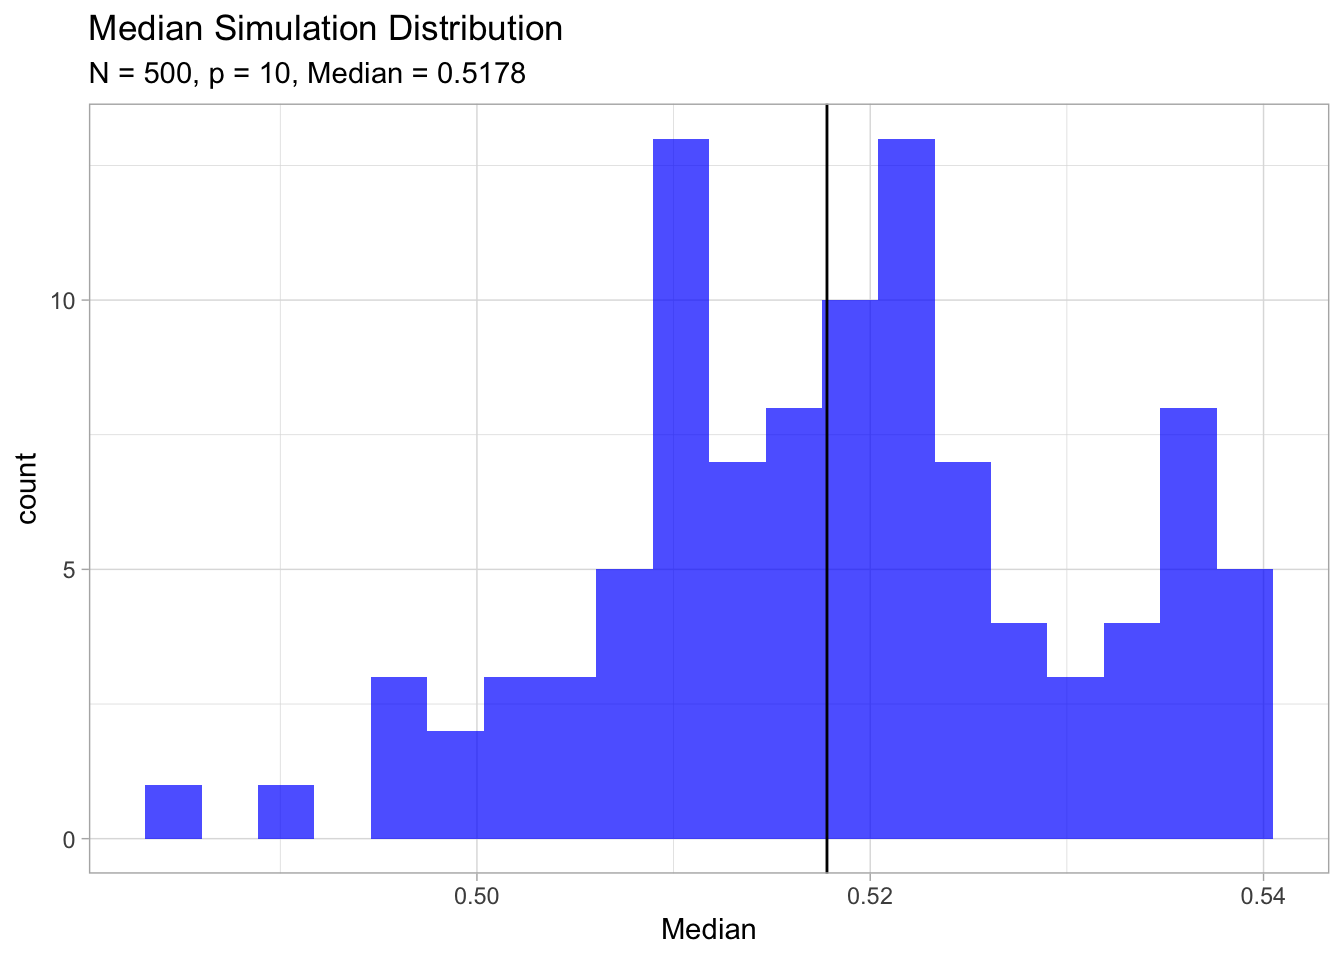 Median Simulation Distribution
N = 500, p = 10, Median = 0.5178
10
5
0
count
0.50
0.52
0.54
Median